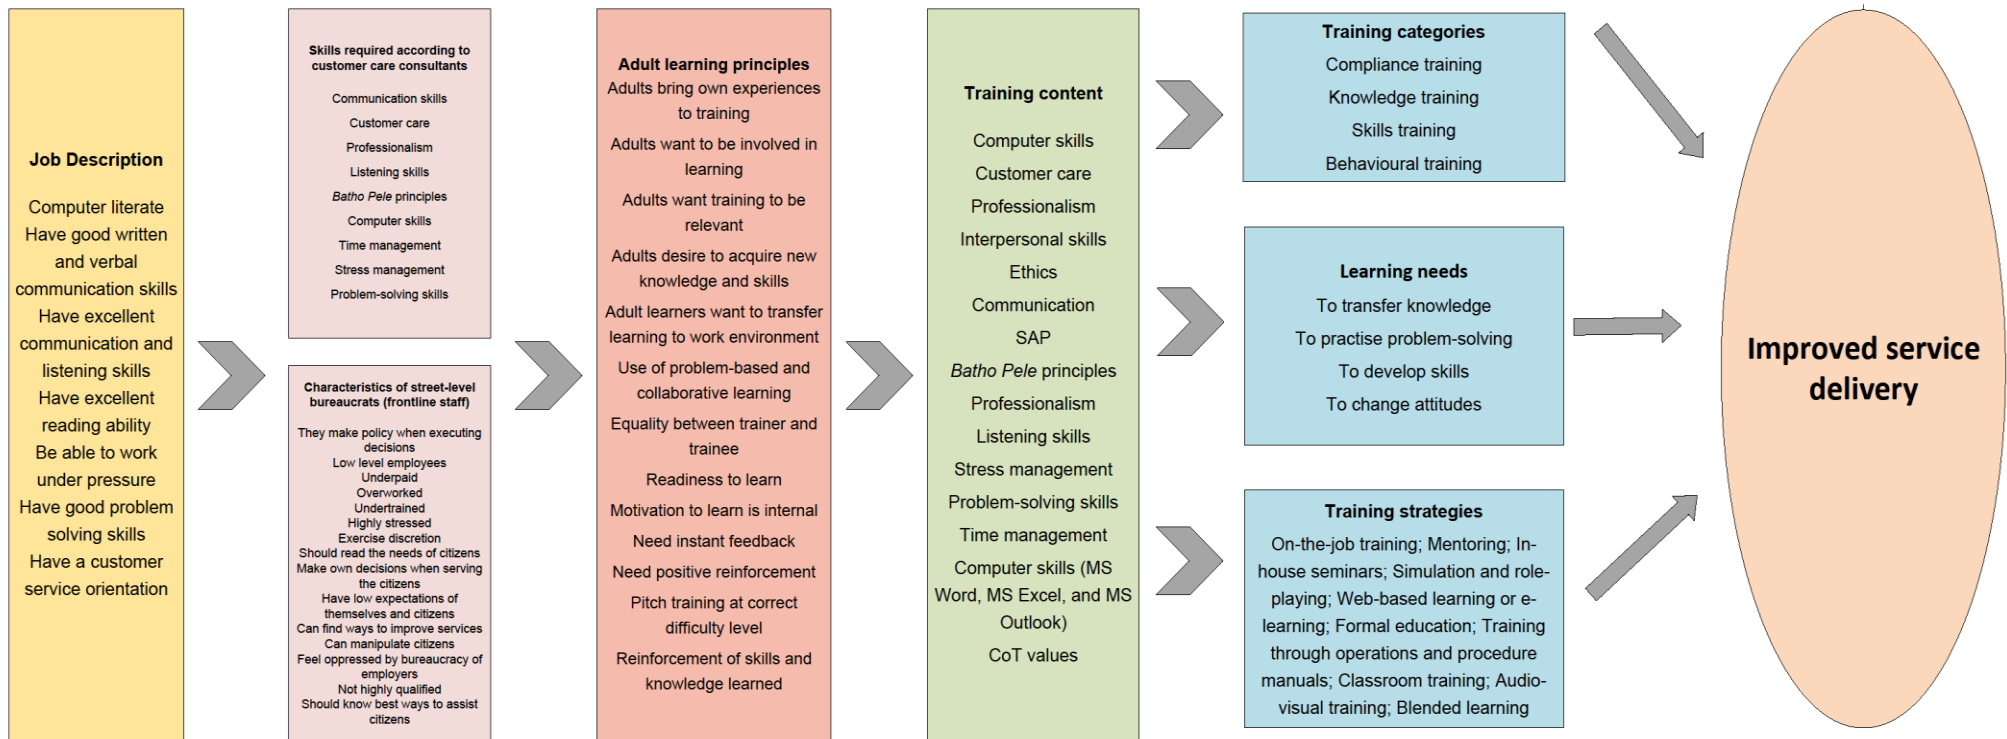 Job Description
Computer literate
Have good written
and verbal
communication skills
Have excellent
communication and
listening skills
Have excellent
reading ability
Be able to work
under pressure
Have good problem
solving skills
Have a customer
service orientation
Skills required according to
customer care consultants
Communication skills
Customer care
Professionalism
Listening skills
Batho Pele principles
Computer skills
Time management
Stress management
Problem-solving skills
Characteristics of street-level
bureaucrats (frontline staff)
They make policy when executing
decisions
Low level employees
Underpaid
Overworked
Undertrained
Highly stressed
Exercise discretion
Should read the needs of citizens
Make own decisions when serving
the citizens
Have low expectations of
themselves and citizens
Can find ways to improve services
Can manipulate citizens
Feel oppressed by bureaucracy of
employers
Not highly qualified
Should know best ways to assist
citizens
Adult learning principles
Adults bring own experiences
to training
Adults want to be involved in
learning
Adults want training to be
relevant
Adults desire to acquire new
knowledge and skills
Adult learners want to transfer
learning to work environment
Use of problem-based and
collaborative learning
Equality between trainer and
trainee
Readiness to learn
Motivation to learn is internal
Need instant feedback
Need positive reinforcement
Pitch training at correct
difficulty level
Reinforcement of skills and
knowledge learned
Training content
Computer skills
Customer care
Professionalism
Interpersonal skills
Ethics
Communication
SAP
Batho Pele principles
Professionalism
Listening skills
Stress management
Problem-solving skills
Time management
Computer skills (MS
Word, MS Excel, and MS
Outlook)
CoT values
Training categories
Compliance training
Knowledge training
Skills training
Behavioural training
Learning needs
To transfer knowledge
To practise problem-solving
To develop skills
To change attitudes
Training strategies
On-the-job training; Mentoring; In-
house seminars; Simulation and role-
playing; Web-based learning or e-
learning; Formal education; Training
through operations and procedure
manuals; Classroom training; Audio-
visual training; Blended learning
Improved service
delivery